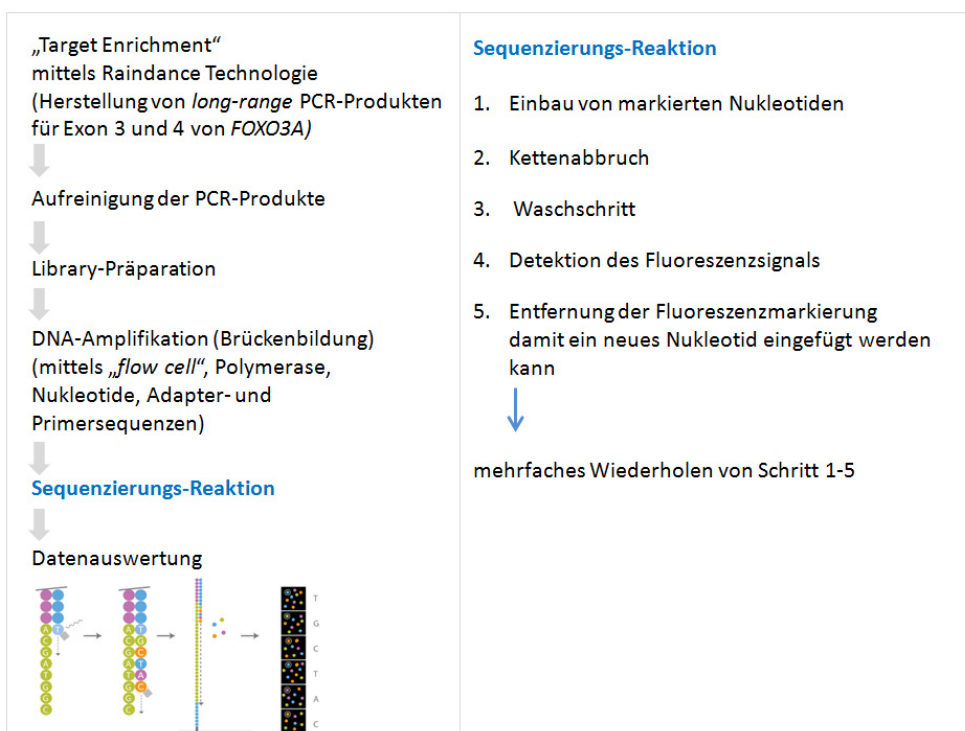 „Target Enrichment“
mittels Raindance Technologie
(Herstellung von long-range PCR-Produkten
für Exon 3 und 4 von FOXO3A)
Aufreinigung der PCR-Produkte
Library-Präparation
DNA-Amplifikation (Brückenbildung)
(mittels „flow cell“, Polymerase,
Nukleotide, Adapter- und
Primersequenzen)
Sequenzierungs-Reaktion
Datenauswertung
A T
C
G
A
T
G
G
C
A T
C G
G C
A T
T A
G C
G
C
T
G
C
T
A
C
Sequenzierungs-Reaktion
1. Einbau von markierten Nukleotiden
2. Kettenabbruch
3. Waschschritt
4. Detektion des Fluoreszenzsignals
5. Entfernung der Fluoreszenzmarkierung
damit ein neues Nukleotid eingefügt werden
kann
mehrfaches Wiederholen von Schritt 1-5